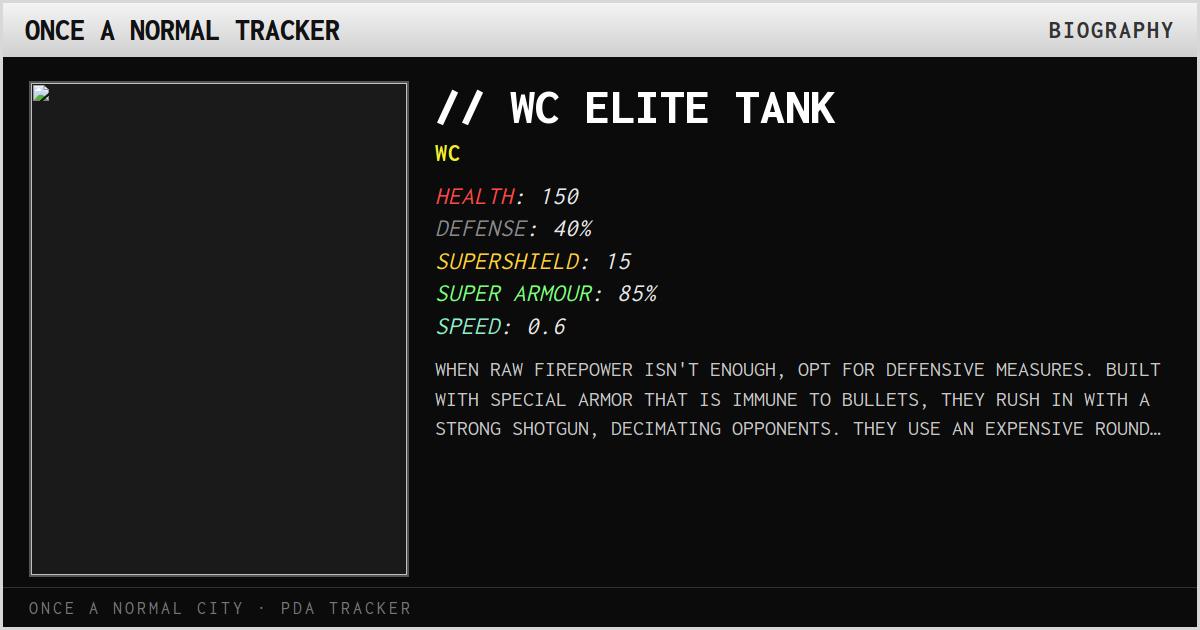 ONCE A NORMAL TRACKER
BIOGRAPHY
// WC ELITE TANK
WC
HEALTH: 150
DEFENSE: 40%
SUPERSHIELD: 15
SUPER ARMOUR: 85%
SPEED: 0.6
WHEN RAW FIREPOWER ISN'T ENOUGH, OPT FOR DEFENSIVE MEASURES. BUILT
WITH SPECIAL ARMOR THAT IS IMMUNE TO BULLETS, THEY RUSH IN WITH A
STRONG SHOTGUN, DECIMATING OPPONENTS. THEY USE AN EXPENSIVE ROUND…
ONCE A NORMAL CITY · PDA TRACKER